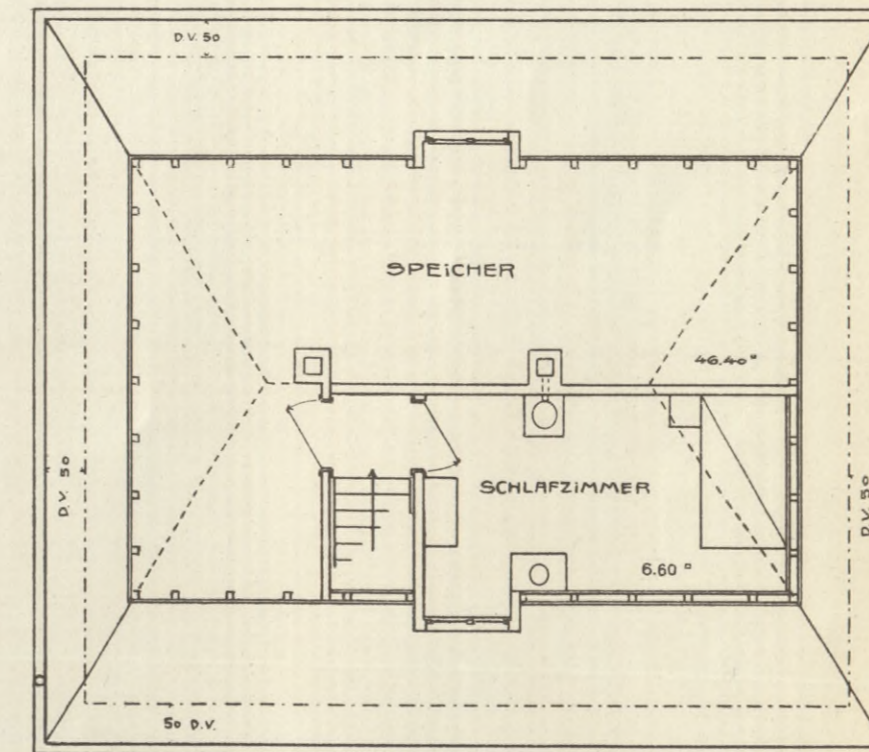 D.V. 50
SPEiCHER
46.40 □
D.V. 50
SCHLAFZiMMER
D.V. 50
6.60 □
50 D.V.